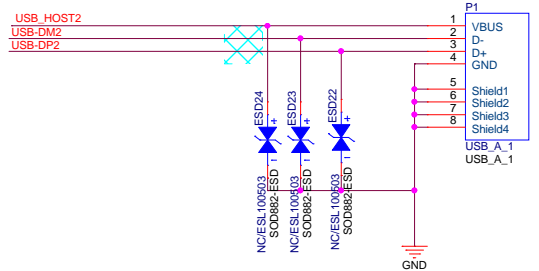 P1
USB_HOST2
USB-DM2
USB-DP2
1 VBUS
2 D-
3 D+
4 GND
5 Shield1
6 Shield2
7 Shield3
8 Shield4
USB_A_1
USB_A_1
ESD24
+
-
NC/ESL100503
SOD882-ESD
ESD23
+
-
NC/ESL100503
SOD882-ESD
ESD22
+
-
NC/ESL100503
SOD882-ESD
GND